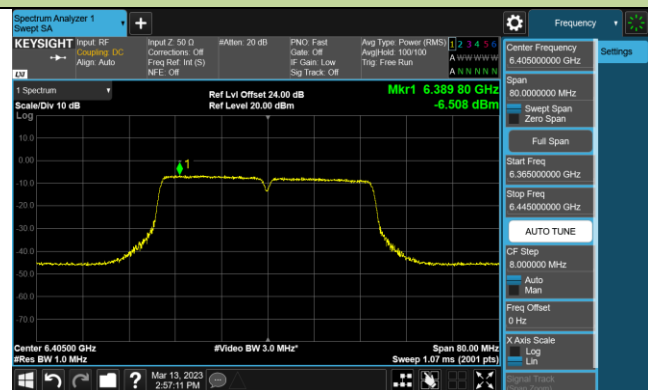 Spectrum Analyzer 1
Swept SA
Frequency
KEYSIGHT
Input: RF
Coupling: DC
Align: Auto
Input Z: 50 Ω
Corrections: Off
Freq Ref: Int (S)
NFE: Off
#Atten: 20 dB
PNO: Fast
Gate: Off
IF Gain: Low
Sig Track: Off
Avg Type: Power (RMS)
Avg|Hold: 100/100
Trig: Free Run
1 2 3 4 5 6
A W W W W W
A N N N N N
LXI
1 Spectrum
Scale/Div 10 dB
Log
Ref Lvl Offset 24.00 dB
Ref Level 20.00 dBm
Mkr1 6.389 80 GHz
-6.508 dBm
1
10.0
0.00
-10.0
-20.0
-30.0
-40.0
-50.0
-60.0
-70.0
Center 6.40500 GHz
#Res BW 1.0 MHz
#Video BW 3.0 MHz*
Span 80.00 MHz
Sweep 1.07 ms (2001 pts)
Mar 13, 2023
2:57:11 PM
?
Center Frequency
6.405000000 GHz
Settings
Span
80.0000000 MHz
Swept Span
Zero Span
Full Span
Start Freq
6.365000000 GHz
Stop Freq
6.445000000 GHz
AUTO TUNE
CF Step
8.000000 MHz
Auto
Man
Freq Offset
0 Hz
X Axis Scale
Log
Lin
Signal Track
(Span Zoom)